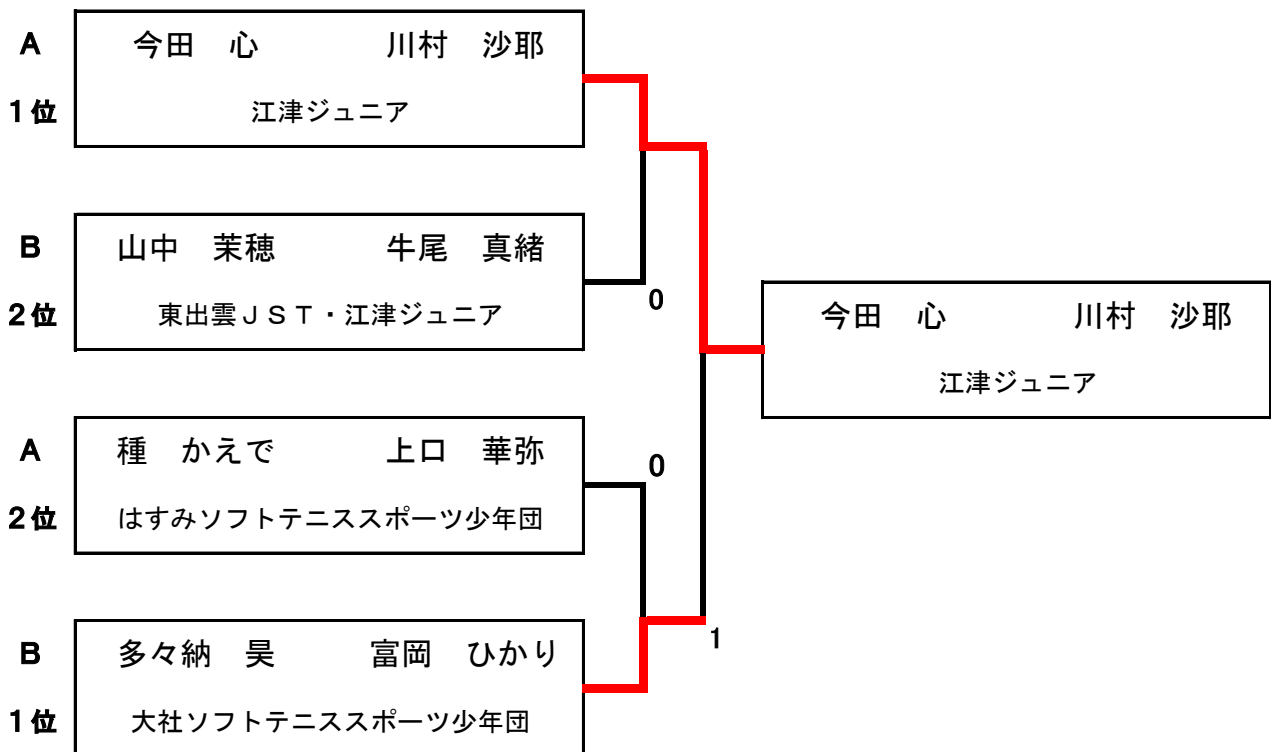 A
今田　心　川村　沙耶
1位
江津ジュニア
B
山中　茉穂　牛尾　真緒
0
2位
東出雲ＪＳＴ・江津ジュニア
今田　心　川村　沙耶
江津ジュニア
A
種　かえで　上口　華弥
0
2位
はすみソフトテニススポーツ少年団
B
多々納　昊　富岡　ひかり
1
1位
大社ソフトテニススポーツ少年団